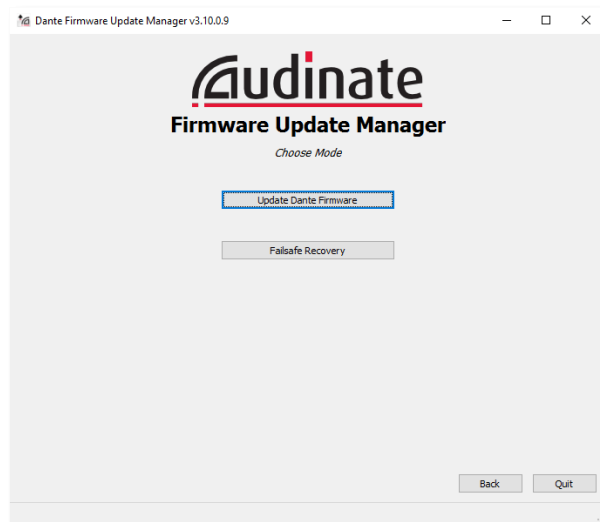 Dante Firmware Update Manager v3.10.0.9
Audinate
Firmware Update Manager
Choose Mode
Update Dante Firmware
Failsafe Recovery
Back
Quit